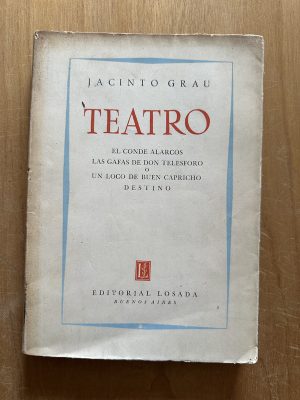 JACINTO GRAU
TEATRO
EL CONDE ALARCOS
LAS GAFAS DE DON TELESFORO
O
UN LOCO DE BUEN CAPRICHO
DESTINO
EDITORIAL LOSADA
BUENOS AIRES